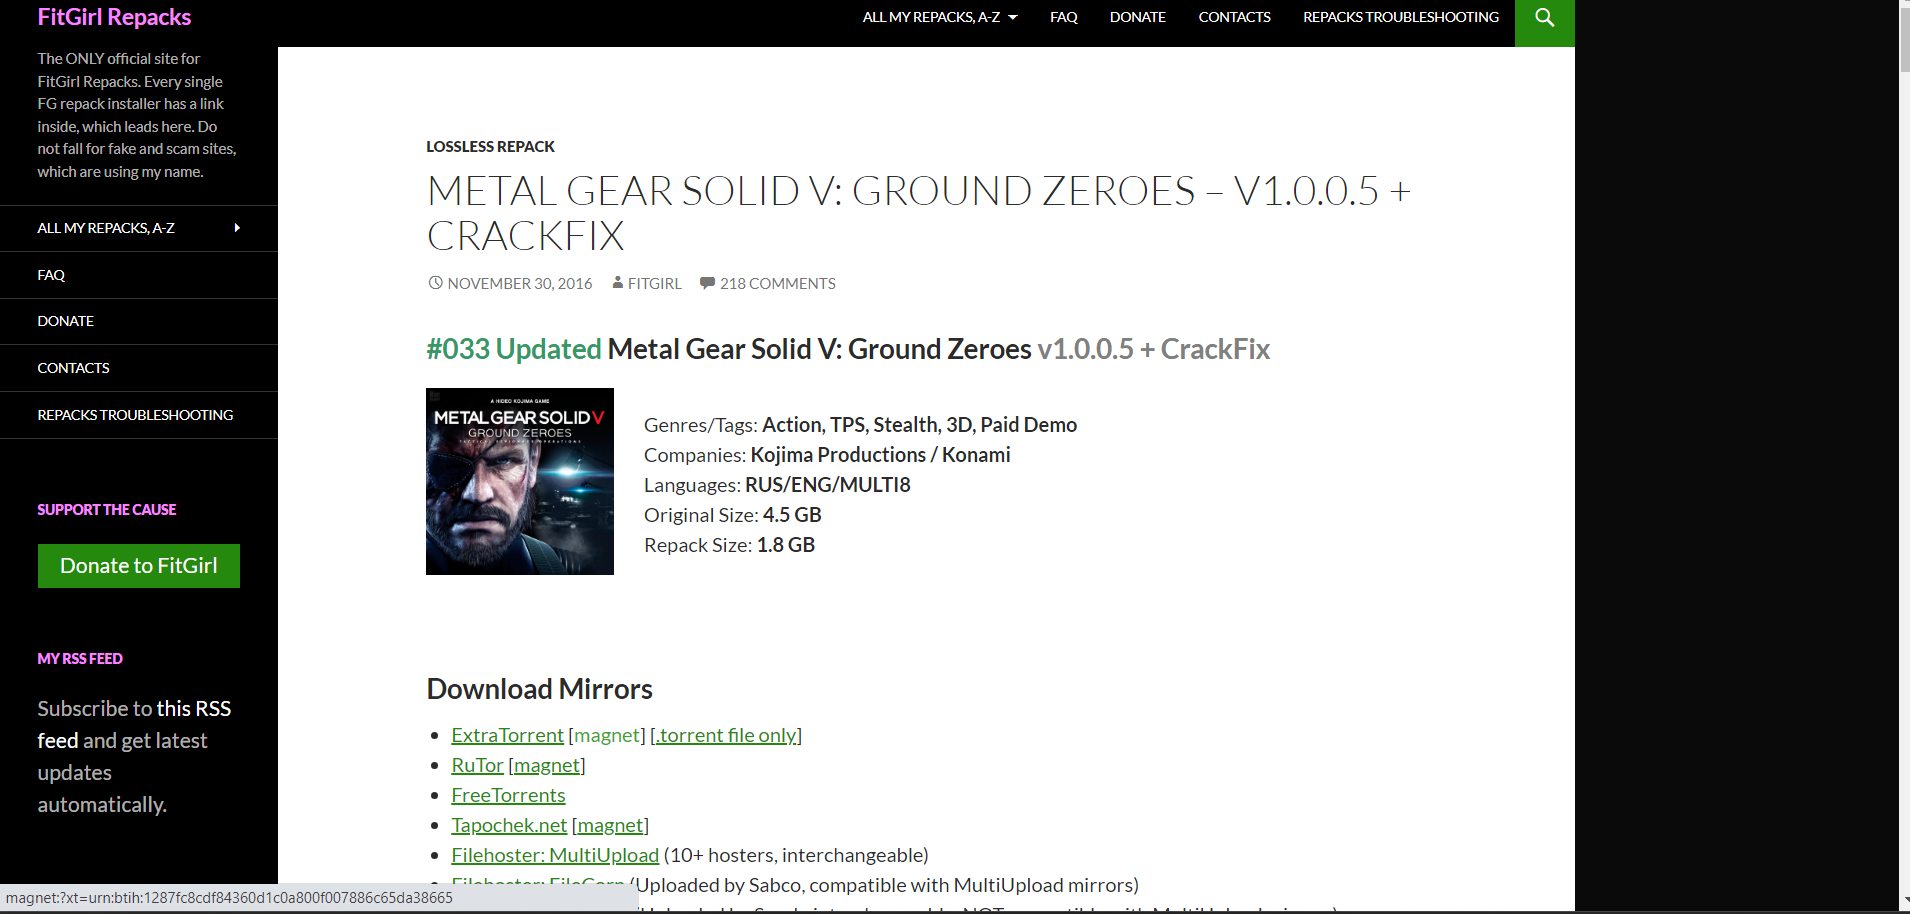 FitGirl Repacks
ALL MY REPACKS, A-Z
FAQ
DONATE
CONTACTS
REPACKS TROUBLESHOOTING
The ONLY official site for
FitGirl Repacks. Every single
FG repack installer has a link
inside, which leads here. Do
not fall for fake and scam sites,
which are using my name.
ALL MY REPACKS, A-Z
FAQ
DONATE
CONTACTS
REPACKS TROUBLESHOOTING
SUPPORT THE CAUSE
Donate to FitGirl
MY RSS FEED
Subscribe to this RSS
feed and get latest
updates
automatically.
LOSSLESS REPACK
METAL GEAR SOLID V: GROUND ZEROES – V1.0.0.5 +
CRACKFIX
NOVEMBER 30, 2016 FITGIRL 218 COMMENTS
#033 Updated Metal Gear Solid V: Ground Zeroes v1.0.0.5 + CrackFix
A HIDEO KOJIMA GAME
METAL GEAR SOLID V
GROUND ZEROES
TACTICAL ESPIONAGE OPERATIONS
Genres/Tags: Action, TPS, Stealth, 3D, Paid Demo
Companies: Kojima Productions / Konami
Languages: RUS/ENG/MULTI8
Original Size: 4.5 GB
Repack Size: 1.8 GB
Download Mirrors
ExtraTorrent [magnet] [.torrent file only]
RuTor [magnet]
FreeTorrents
Tapochek.net [magnet]
Filehoster: MultiUpload (10+ hosters, interchangeable)
(Uploaded by Sabco, compatible with MultiUpload mirrors)
magnet:?xt=urn:btih:1287fc8cdf84360d1c0a800f007886c65da38665